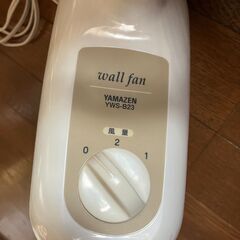 wall fan
YAMAZEN
YWS-B23
風量
2
0 1